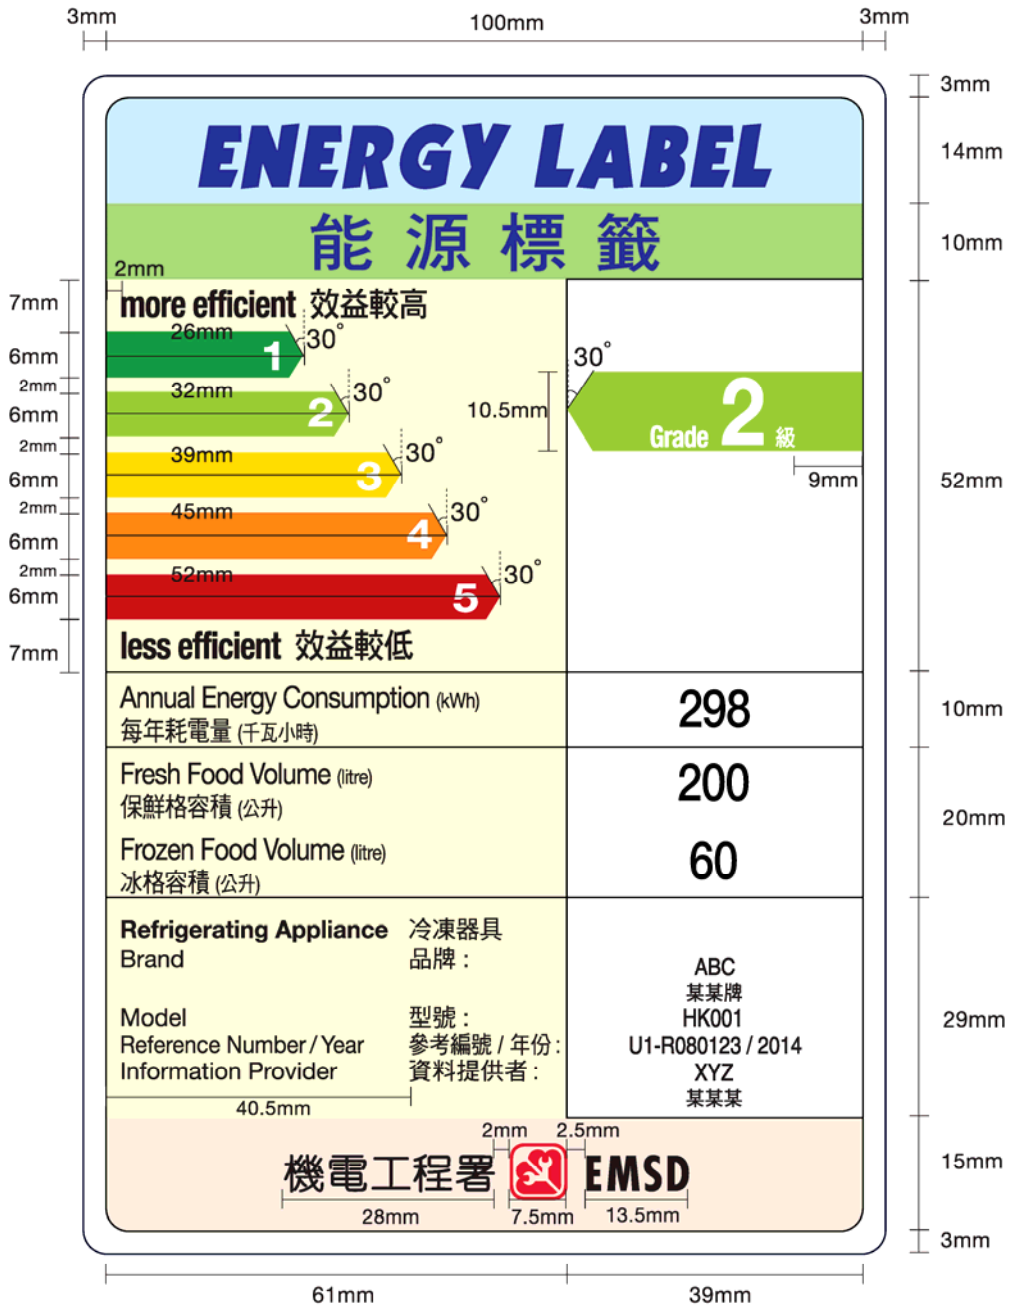 3mm 100mm 3mm
3mm
ENERGY LABEL
14mm
能源標籤
10mm
2mm
7mm
more efficient 效益較高
26mm 30°
6mm
1
30°
2mm
32mm 30°
6mm
2
10.5mm
Grade 2 級
2mm
39mm 30°
6mm
3
9mm
52mm
2mm
45mm 30°
6mm
4
2mm
52mm 30°
6mm
5
7mm
less efficient 效益較低
Annual Energy Consumption (kWh)
每年耗電量 (千瓦小時)
298
10mm
Fresh Food Volume (litre)
保鮮格容積 (公升)
200
20mm
Frozen Food Volume (litre)
冰格容積 (公升)
60
Refrigerating Appliance 冷凍器具
Brand 品牌 :
ABC
某某牌
Model 型號 :
HK001
29mm
Reference Number / Year 參考編號 / 年份 :
U1-R080123 / 2014
Information Provider 資料提供者 :
XYZ
某某某
40.5mm
2mm 2.5mm
機電工程署 EMSD
15mm
28mm 7.5mm 13.5mm
3mm
61mm 39mm